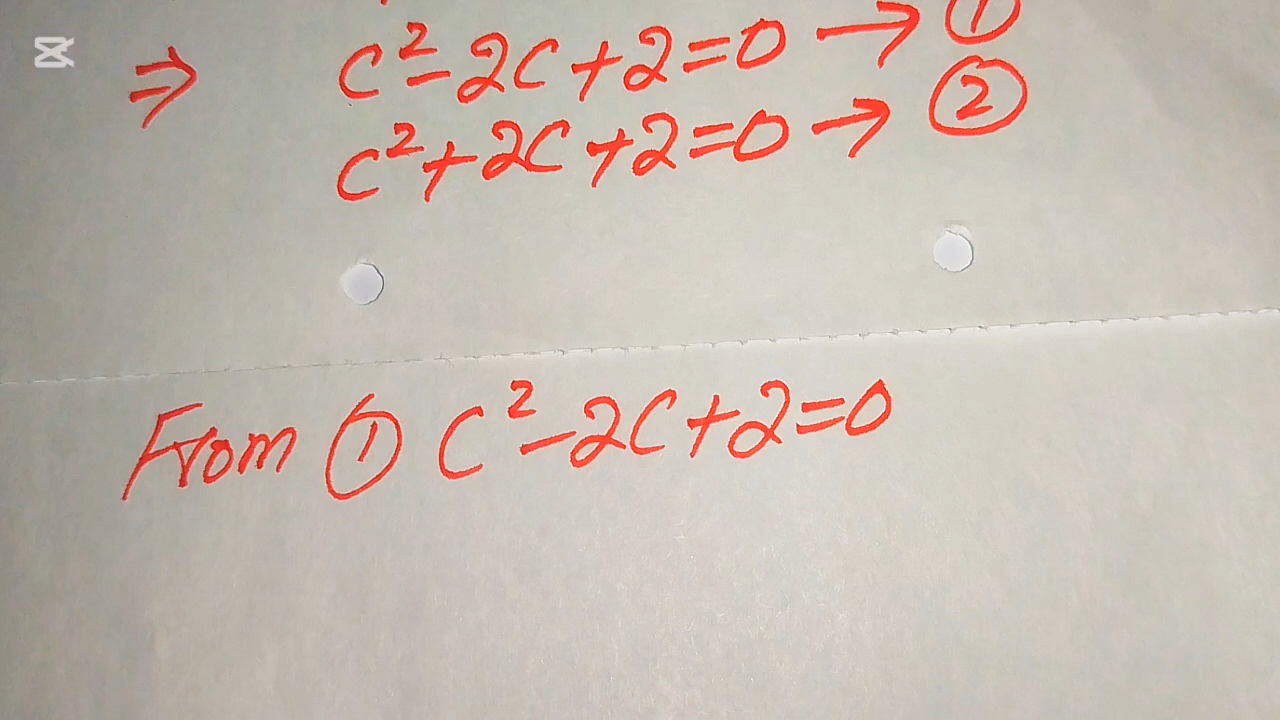 ⇒ C²-2C+2=0 → ①
C²+2C+2=0 → ②
From ① C²-2C+2=0